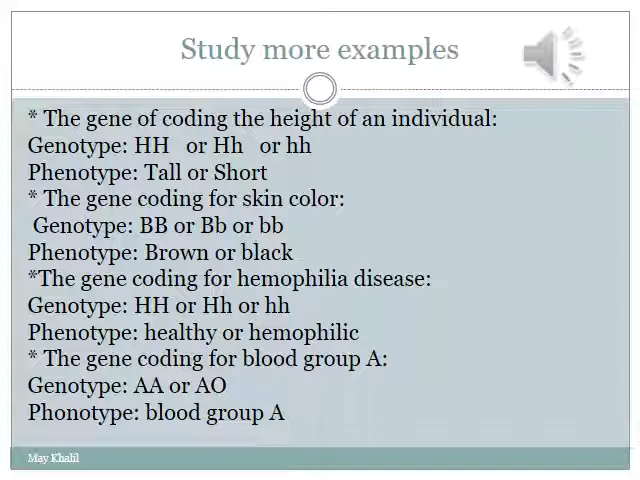 Study more examples
* The gene of coding the height of an individual:
Genotype: HH or Hh or hh
Phenotype: Tall or Short
* The gene coding for skin color:
Genotype: BB or Bb or bb
Phenotype: Brown or black
*The gene coding for hemophilia disease:
Genotype: HH or Hh or hh
Phenotype: healthy or hemophilic
* The gene coding for blood group A:
Genotype: AA or AO
Phonotype: blood group A
May Khalil